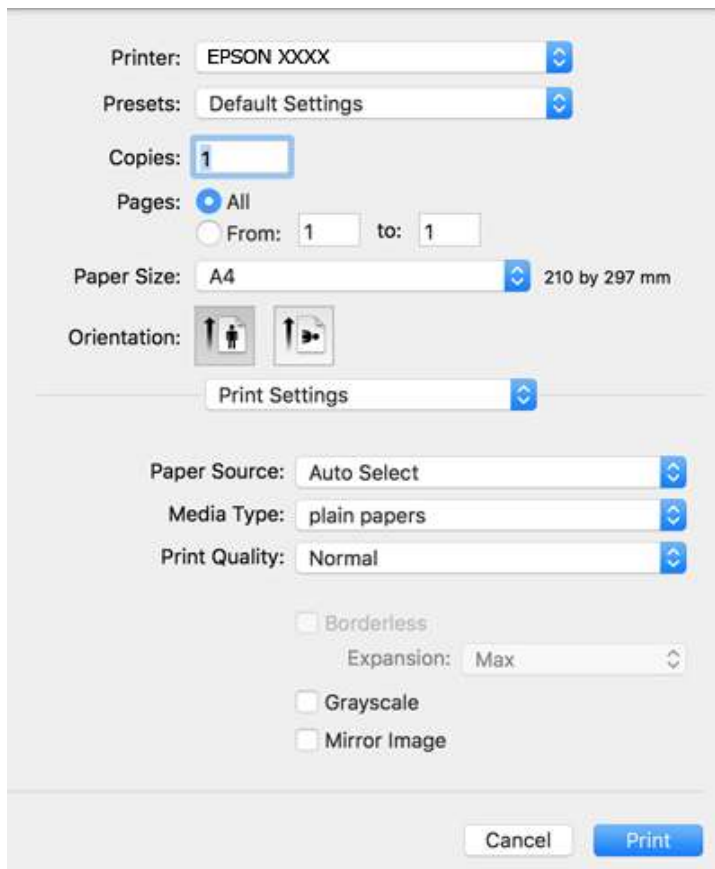 Printer: EPSON XXXX
Presets: Default Settings
Copies: 1
Pages: All
From: 1 to: 1
Paper Size: A4 210 by 297 mm
Orientation:
Print Settings
Paper Source: Auto Select
Media Type: plain papers
Print Quality: Normal
Borderless
Expansion: Max
Grayscale
Mirror Image
Cancel Print